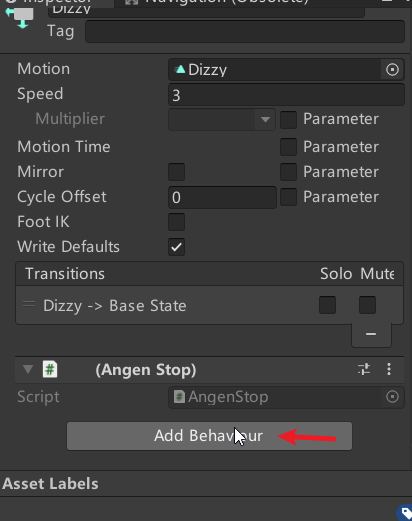 Inspector Navigation (Obsolete)
Dizzy
Tag
Motion Dizzy
Speed 3
Multiplier Parameter
Motion Time Parameter
Mirror Parameter
Cycle Offset 0 Parameter
Foot IK
Write Defaults
Transitions Solo Mute
Dizzy -> Base State
# (Angen Stop)
Script # AngenStop
Add Behaviour
Asset Labels